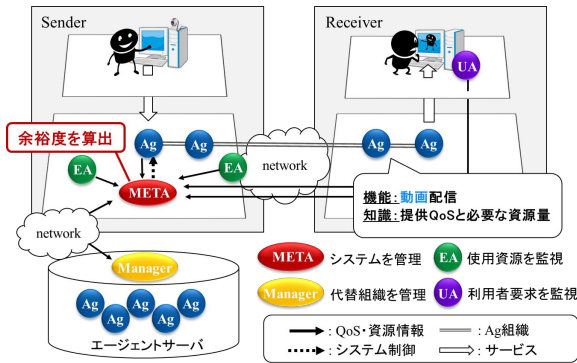 Sender
Receiver
UA
余裕度を算出
Ag
Ag
Ag
Ag
EA
EA
network
META
機能:動画配信
知識:提供QoSと必要な資源量
network
Manager
Ag
Ag
Ag
Ag
Ag
エージェントサーバ
META システムを管理
EA 使用資源を監視
Manager 代替組織を管理
UA 利用者要求を監視
: QoS・資源情報
: Ag組織
: システム制御
: サービス